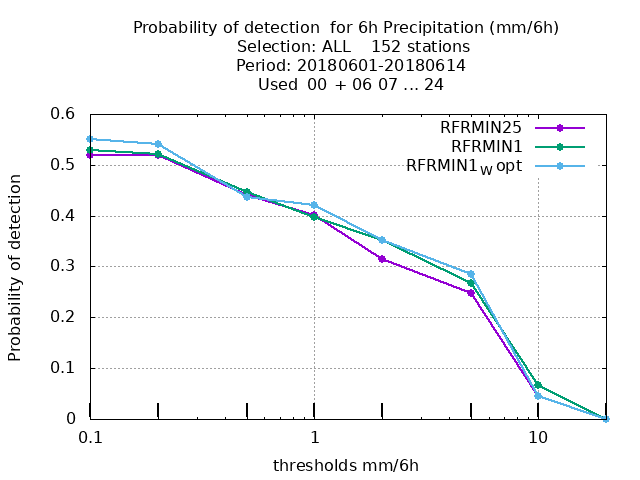 Probability of detection  for 6h Precipitation (mm/6h)
Selection: ALL    152 stations
Period: 20180601-20180614
Used  00 + 06 07 ... 24
RFRMIN25
RFRMIN1
RFRMIN1W opt
0.6
0.5
0.4
0.3
0.2
0.1
0
Probability of detection
0.1 1 10
thresholds mm/6h